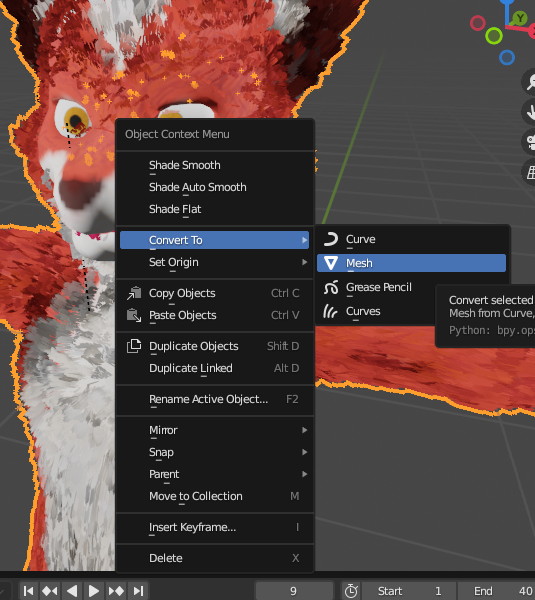 Y
Object Context Menu
Shade Smooth
Shade Auto Smooth
Shade Flat
Convert To
Set Origin
Copy Objects Ctrl C
Paste Objects Ctrl V
Duplicate Objects Shift D
Duplicate Linked Alt D
Rename Active Object... F2
Mirror
Snap
Parent
Move to Collection M
Insert Keyframe... I
Delete X
Curve
Mesh
Grease Pencil
Curves
Convert selected
Mesh from Curve,
Python: bpy.ops
9
Start 1
End 40